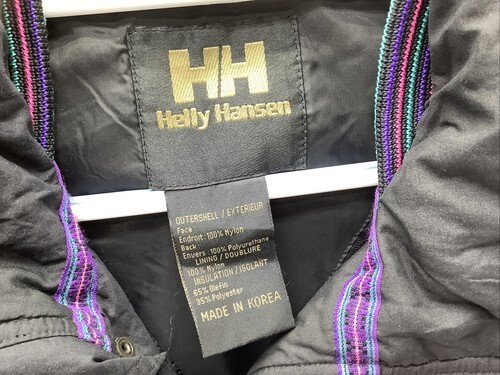 HH
Helly Hansen
OUTERSHELL / EXTERIEUR
Face
Endroit: 100% Nylon
Back:
Envers: 100% Polyurethane
LINING / DOUBLURE
100% Nylon
INSULATION / ISOLANT
65% Olefin
35% Polyester
MADE IN KOREA